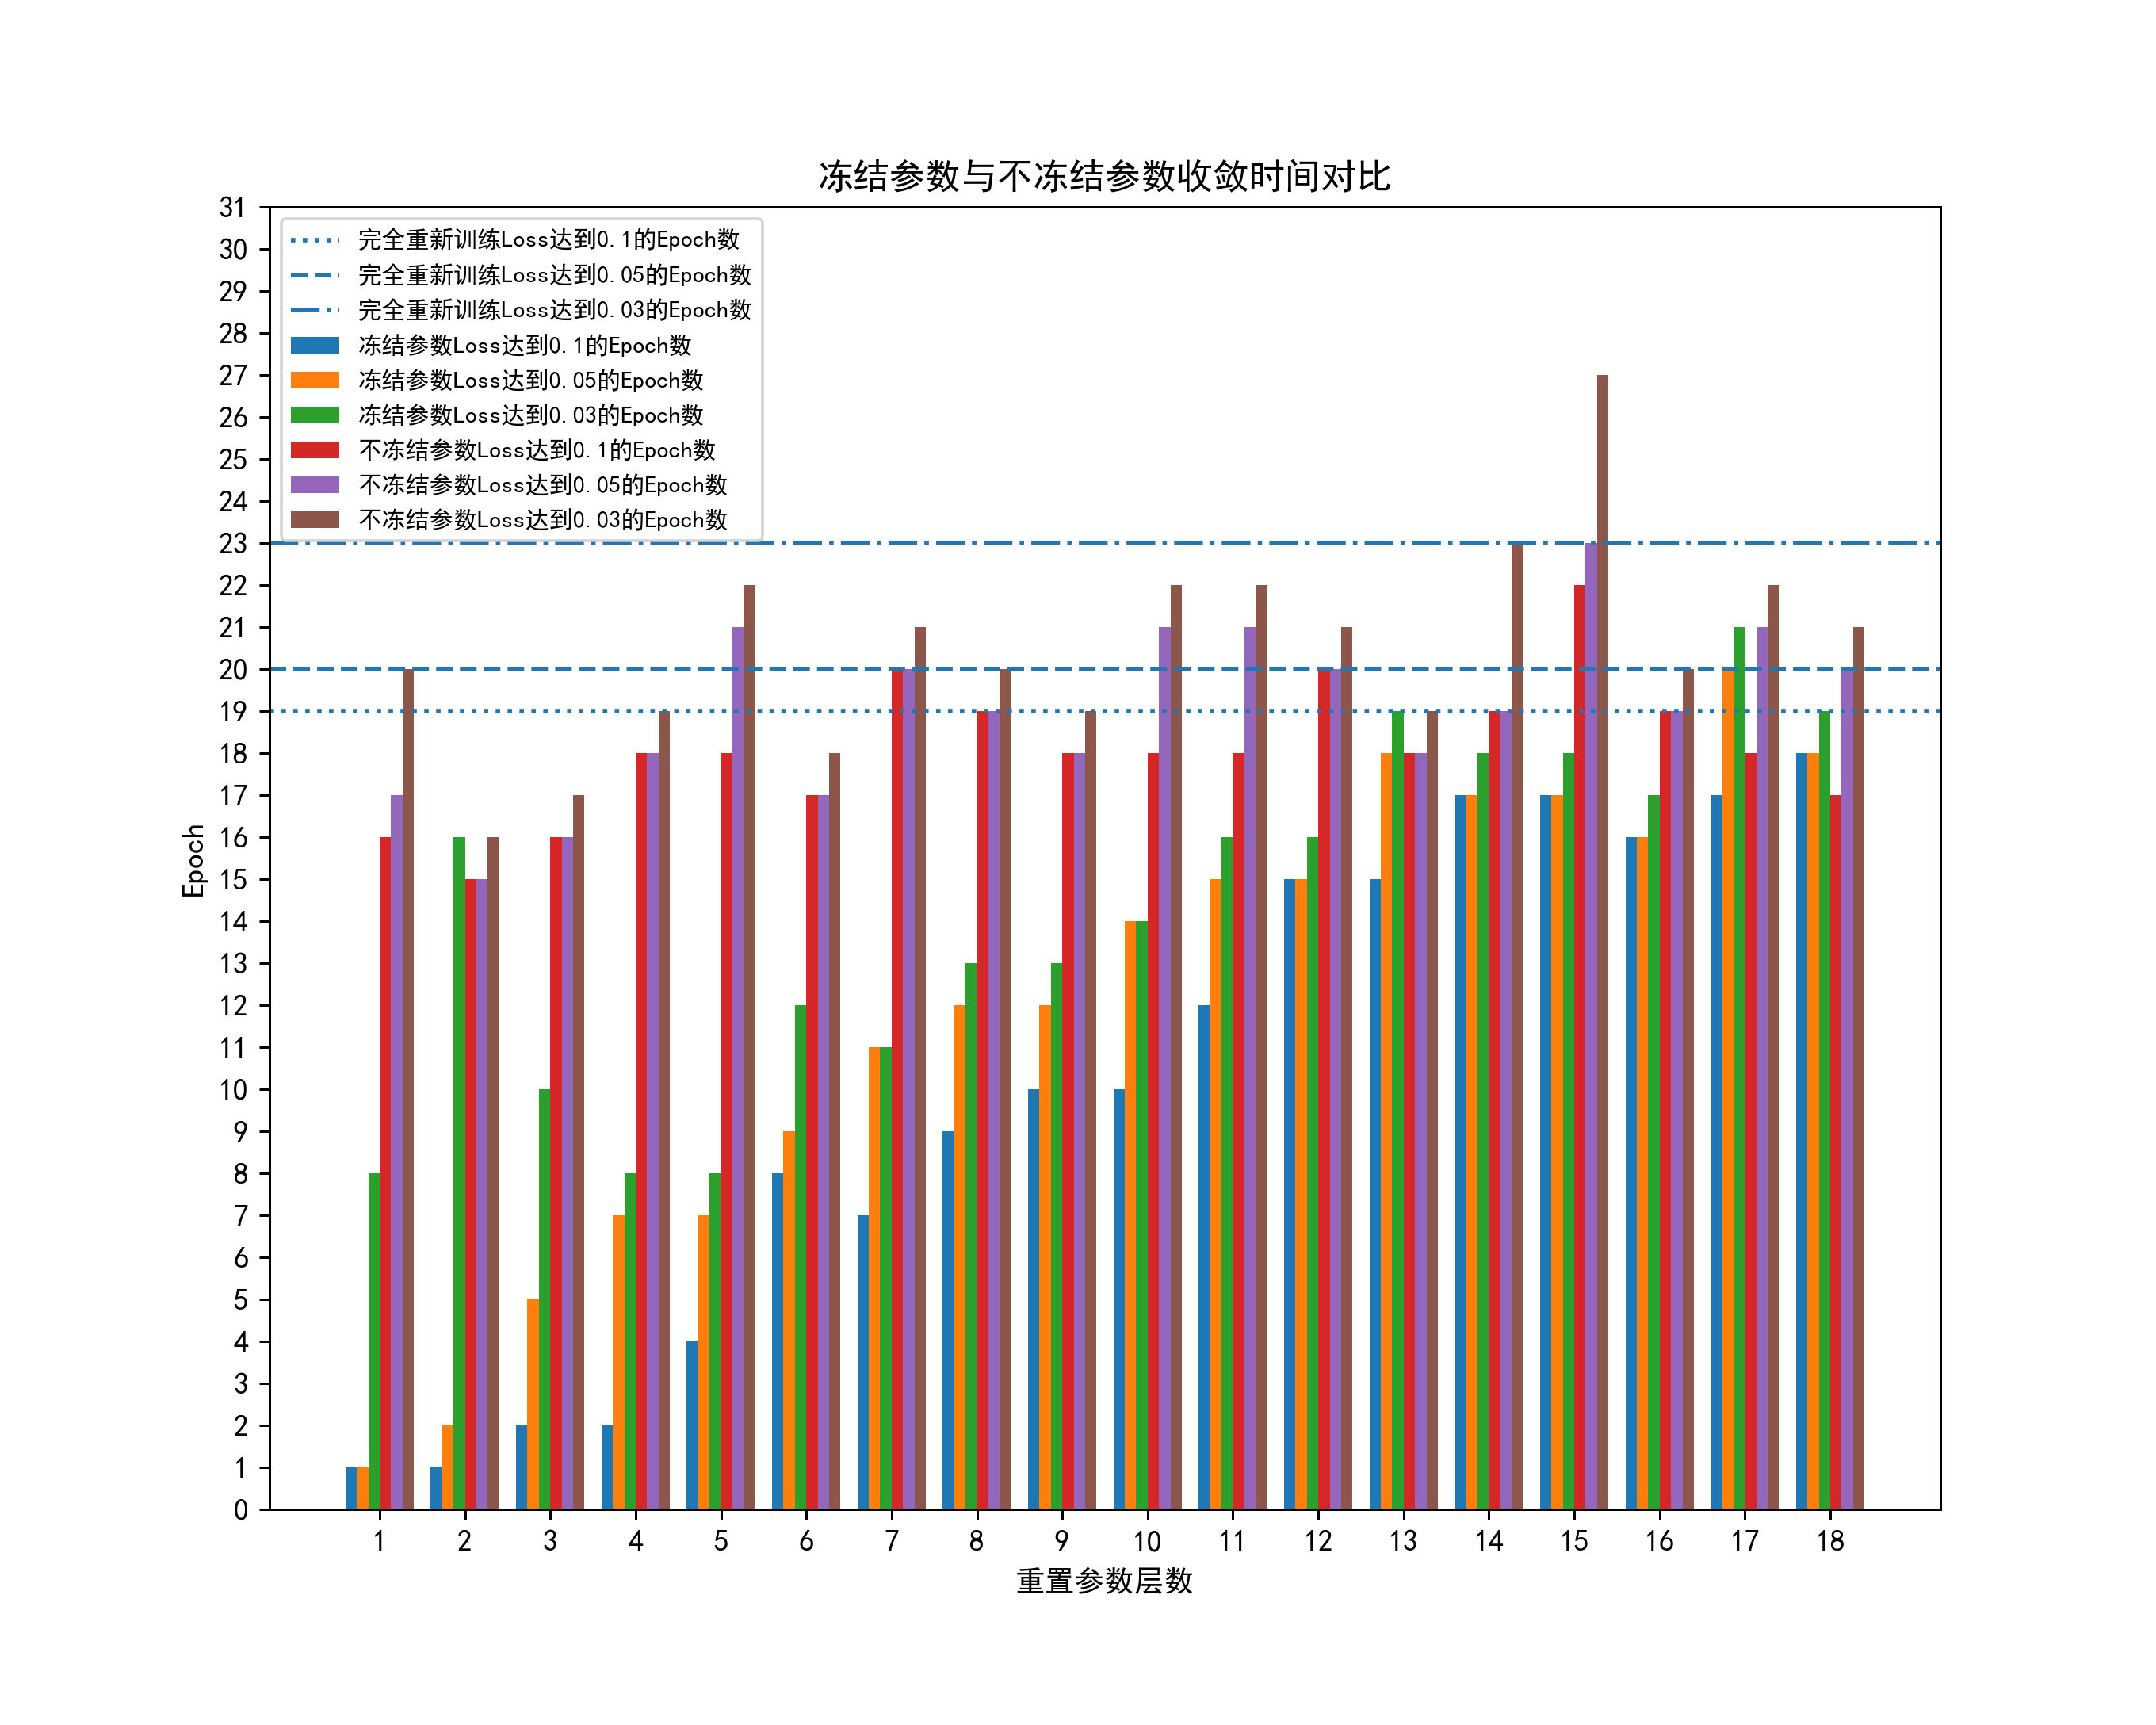 冻结参数与不冻结参数收敛时间对比
31
30
29
28
27
26
25
24
23
22
21
20
19
18
17
16
15
14
13
12
11
10
9
8
7
6
5
4
3
2
1
0
Epoch
完全重新训练Loss达到0.1的Epoch数
完全重新训练Loss达到0.05的Epoch数
完全重新训练Loss达到0.03的Epoch数
冻结参数Loss达到0.1的Epoch数
冻结参数Loss达到0.05的Epoch数
冻结参数Loss达到0.03的Epoch数
不冻结参数Loss达到0.1的Epoch数
不冻结参数Loss达到0.05的Epoch数
不冻结参数Loss达到0.03的Epoch数
1 2 3 4 5 6 7 8 9 10 11 12 13 14 15 16 17 18
重置参数层数